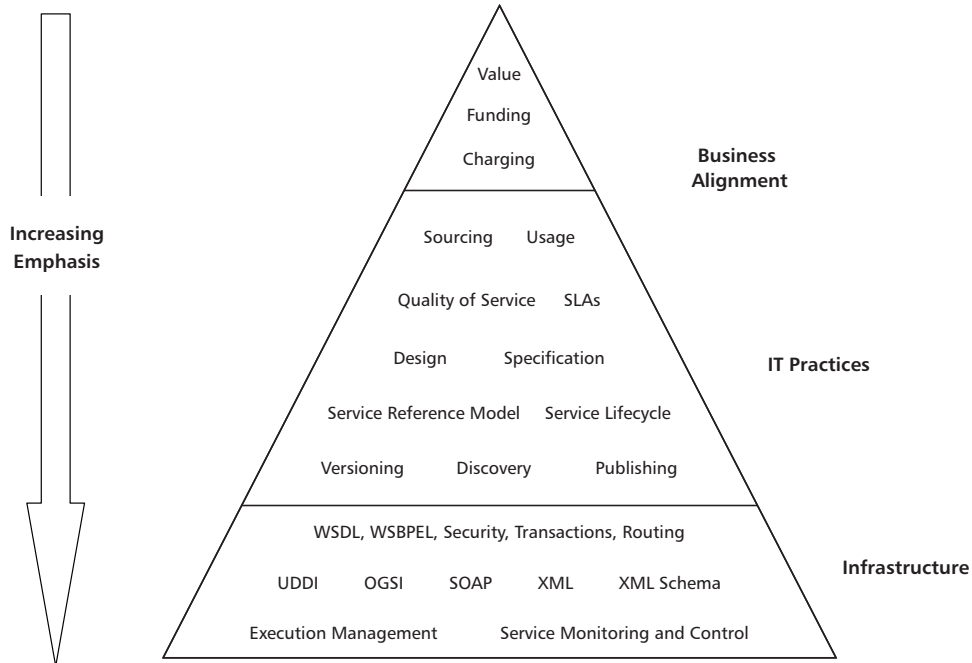 Value
Funding
Charging
Business
Alignment
Increasing
Emphasis
Sourcing Usage
Quality of Service SLAs
Design Specification
IT Practices
Service Reference Model Service Lifecycle
Versioning Discovery Publishing
WSDL, WSBPEL, Security, Transactions, Routing
Infrastructure
UDDI OGSI SOAP XML XML Schema
Execution Management Service Monitoring and Control